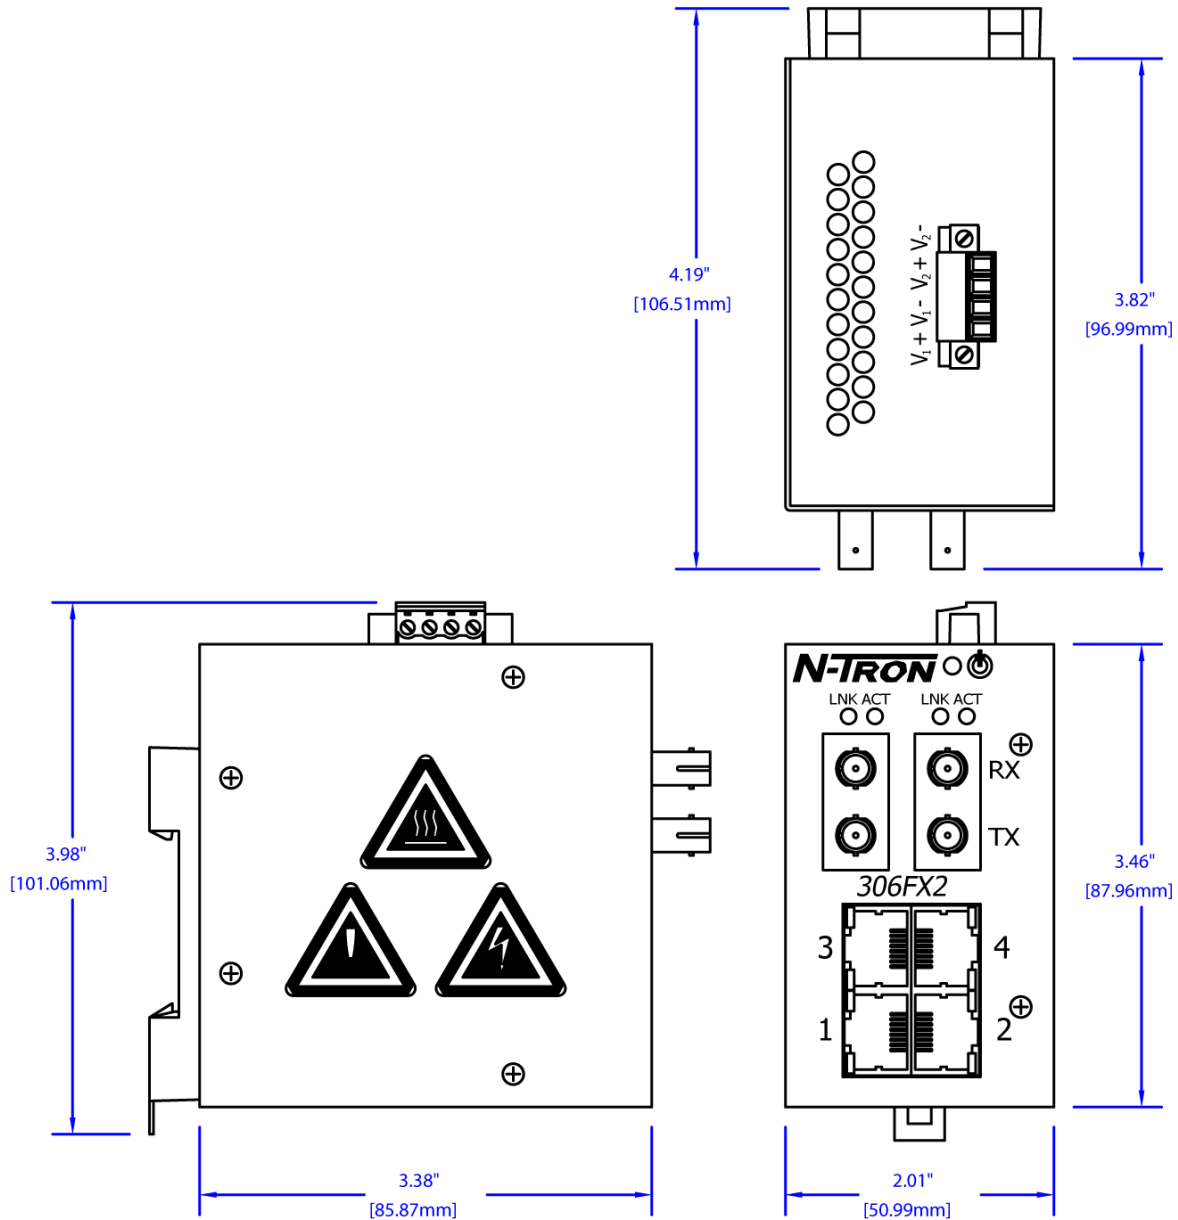 4.19"
[106.51mm]
V₁ + V₁ - V₂ + V₂ -
3.82"
[96.99mm]
3.98"
[101.06mm]
3.38"
[85.87mm]
N-TRON
LNK ACT LNK ACT
RX
TX
306FX2
3 4
1 2
3.46"
[87.96mm]
2.01"
[50.99mm]